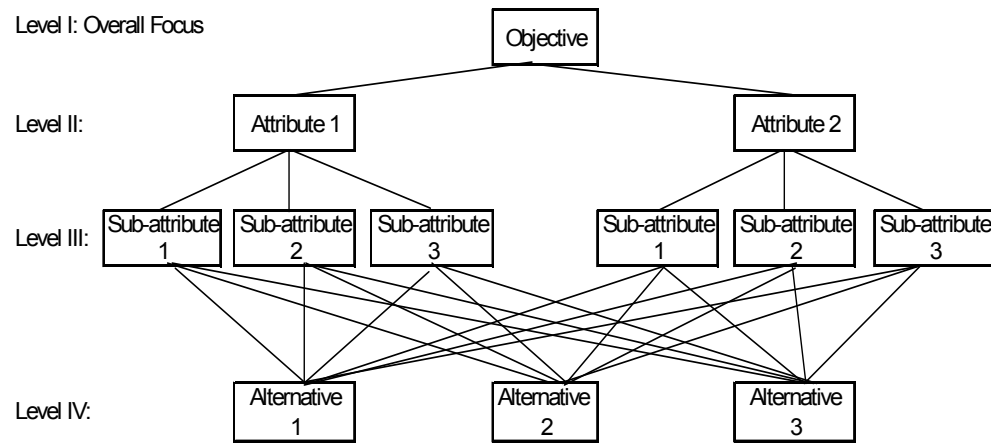 Level I: Overall Focus
Objective
Level II:
Attribute 1
Attribute 2
Level III:
Sub-attribute
1
Sub-attribute
2
Sub-attribute
3
Sub-attribute
1
Sub-attribute
2
Sub-attribute
3
Level IV:
Alternative
1
Alternative
2
Alternative
3